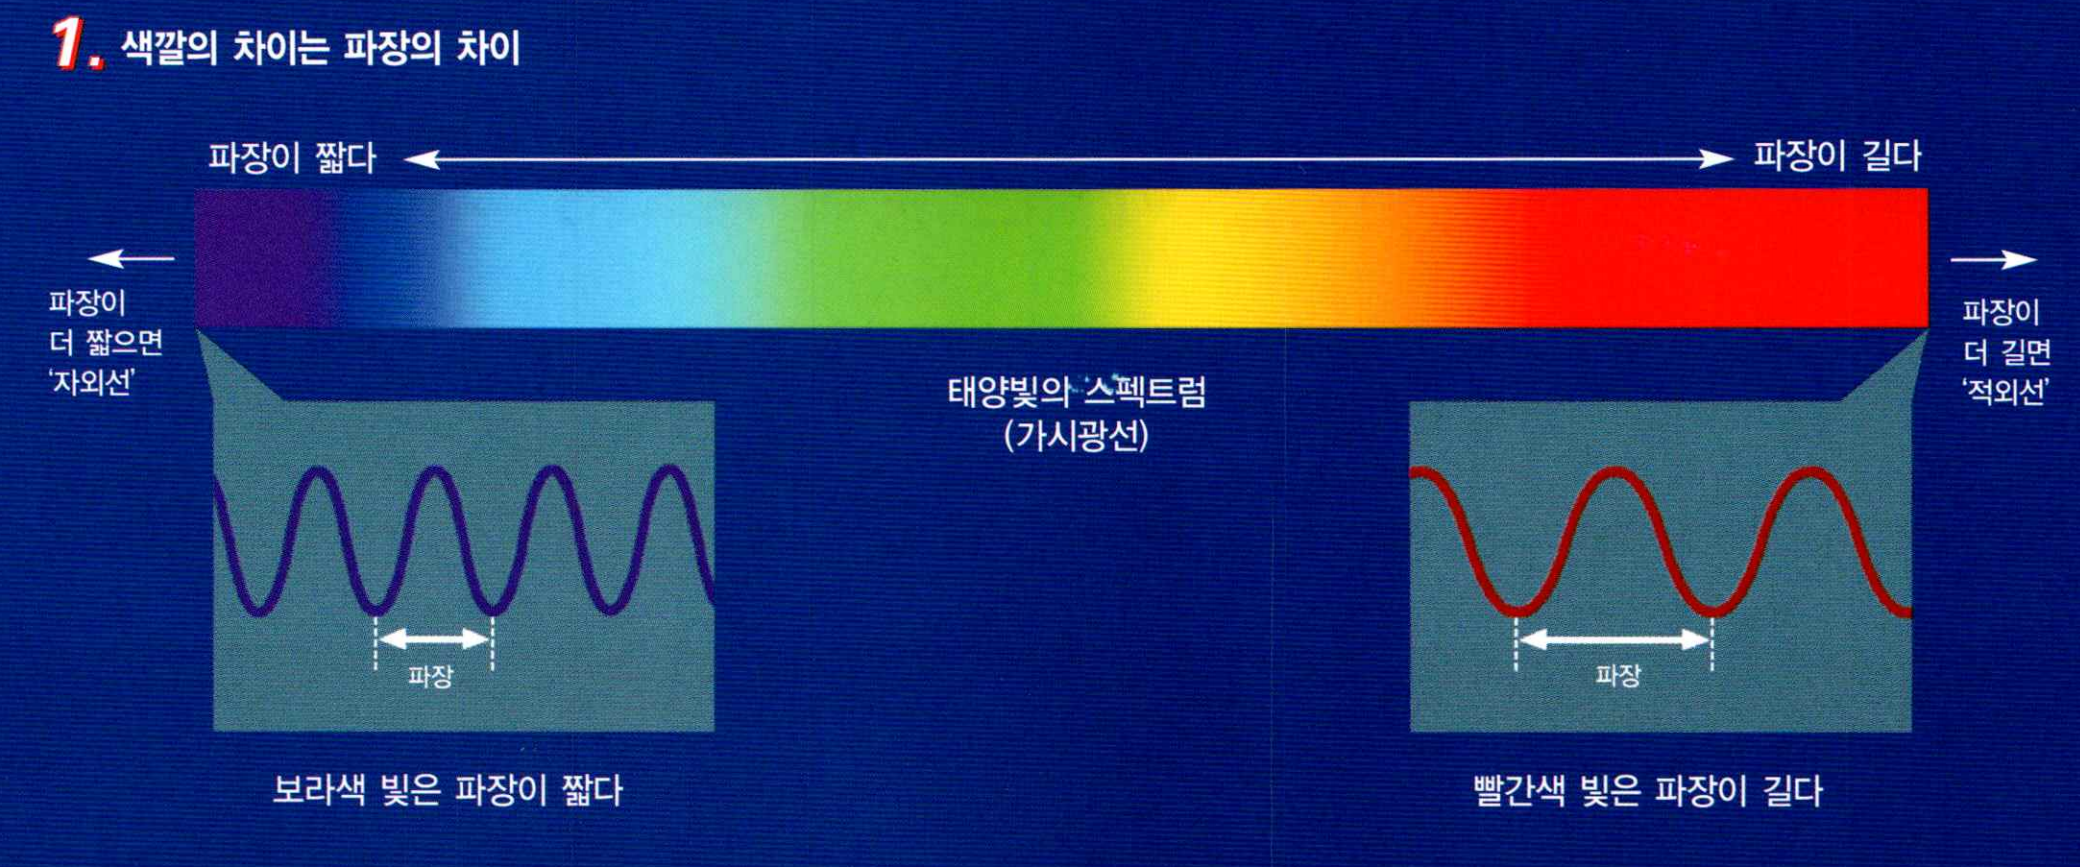 1. 색깔의 차이는 파장의 차이
파장이 짧다
파장이 길다
파장이
더 짧으면
'자외선'
태양빛의 스펙트럼
(가시광선)
파장이
더 길면
'적외선'
파장
파장
보라색 빛은 파장이 짧다
빨간색 빛은 파장이 길다